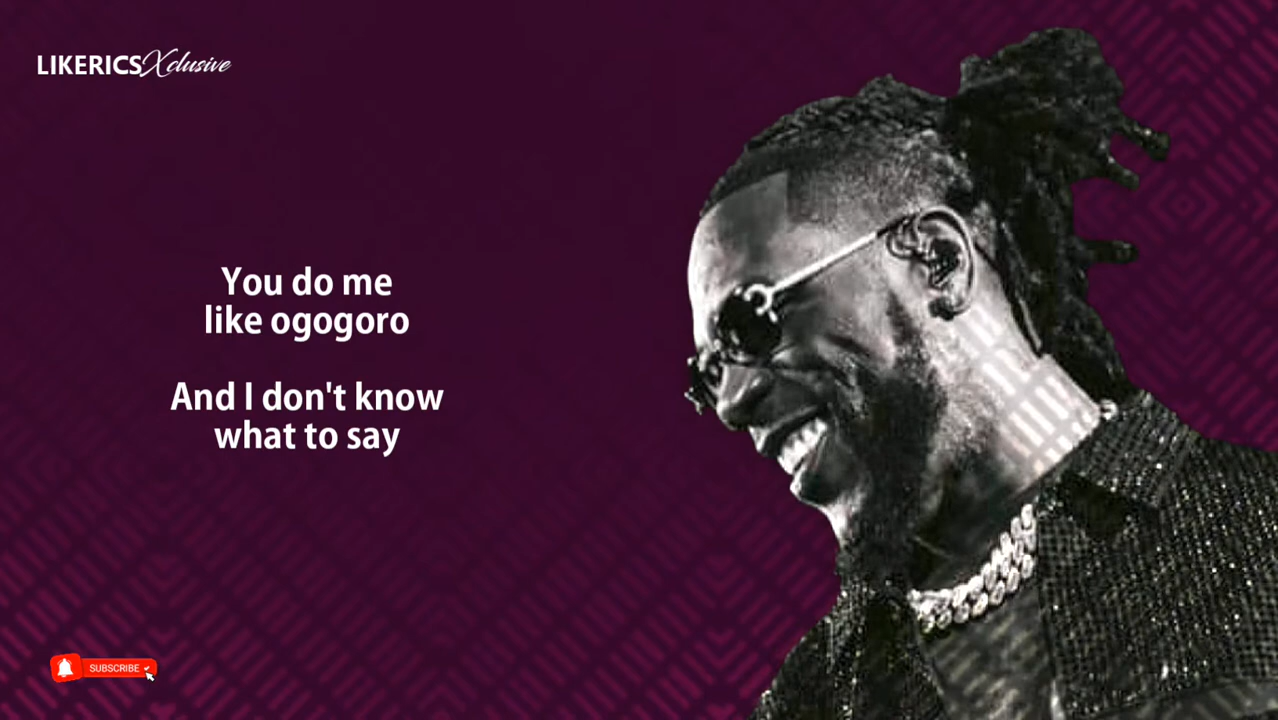 LIKERICSXclusive
You do me
like ogogoro
And I don't know
what to say
SUBSCRIBE